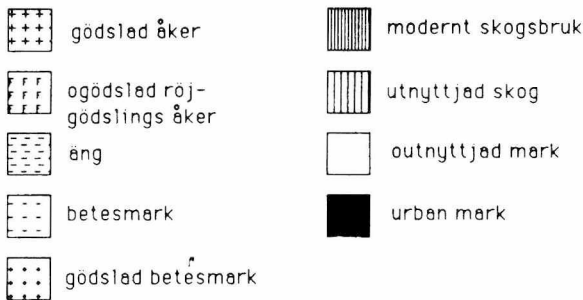 gödslad åker
ogödslad röj-
gödslings åker
äng
betesmark
gödslad betesmark
modernt skogsbruk
utnyttjad skog
outnyttjad mark
urban mark